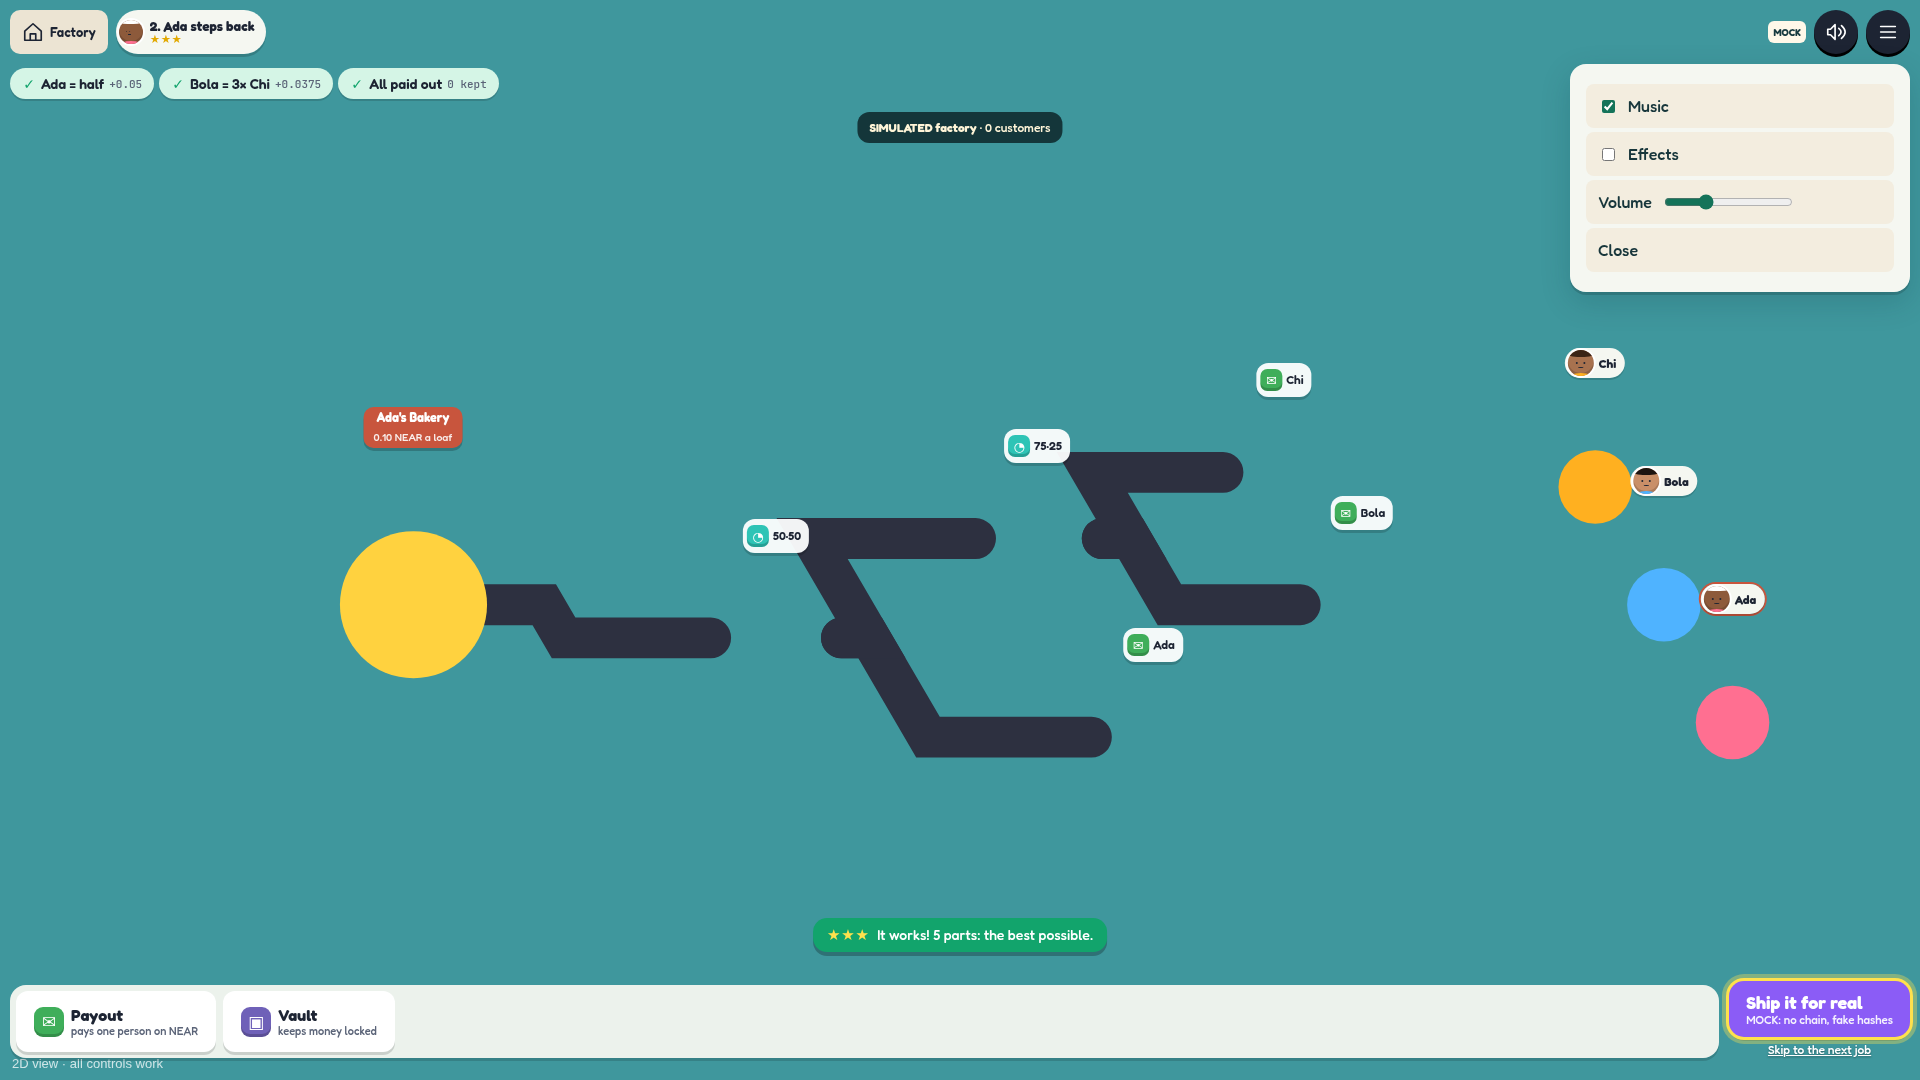 Factory
2. Ada steps back
★★★
MOCK
✓ Ada = half +0.05
✓ Bola = 3x Chi +0.0375
✓ All paid out 0 kept
SIMULATED factory · 0 customers
Music
Effects
Volume
Close
Chi
Chi
Ada's Bakery
0.10 NEAR a loaf
75·25
Bola
Bola
50·50
Ada
Ada
★★★ It works! 5 parts: the best possible.
Payout
pays one person on NEAR
Vault
keeps money locked
Ship it for real
MOCK: no chain, fake hashes
Skip to the next job
2D view · all controls work